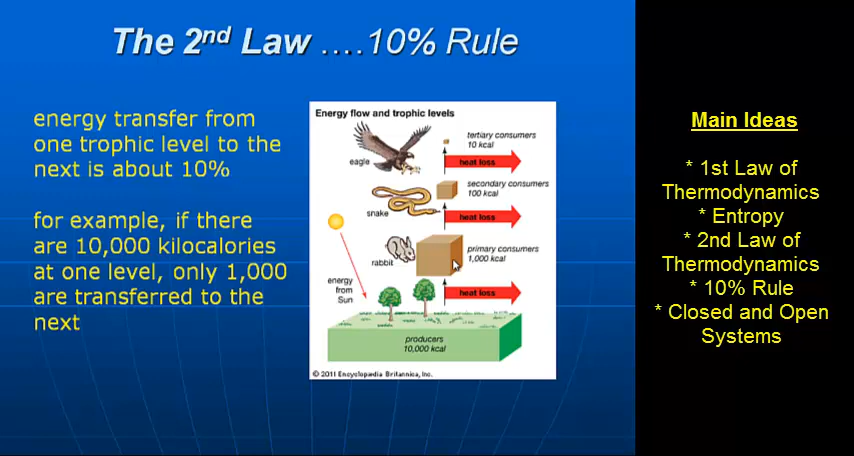 The 2nd Law ....10% Rule
energy transfer from
one trophic level to the
next is about 10%
for example, if there
are 10,000 kilocalories
at one level, only 1,000
are transferred to the
next
Energy flow and trophic levels
eagle
tertiary consumers
10 kcal
heat loss
snake
secondary consumers
100 kcal
heat loss
rabbit
primary consumers
1,000 kcal
energy
from
Sun
heat loss
producers
10,000 kcal
© 2011 Encyclopædia Britannica, Inc.
Main Ideas
* 1st Law of
Thermodynamics
* Entropy
* 2nd Law of
Thermodynamics
* 10% Rule
* Closed and Open
Systems